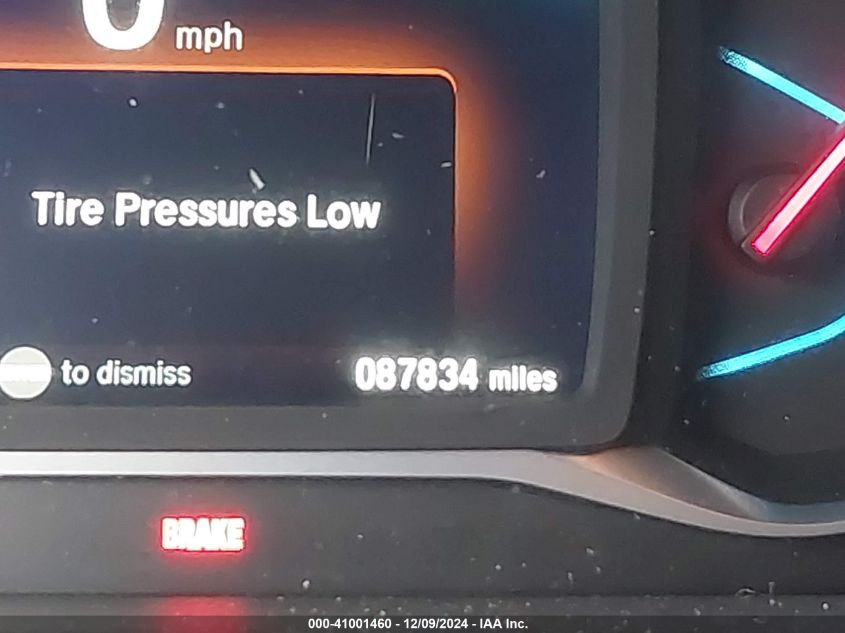 0 mph
Tire Pressures Low
to dismiss
087834 miles
BRAKE
000-41001460 - 12/09/2024 - IAA Inc.